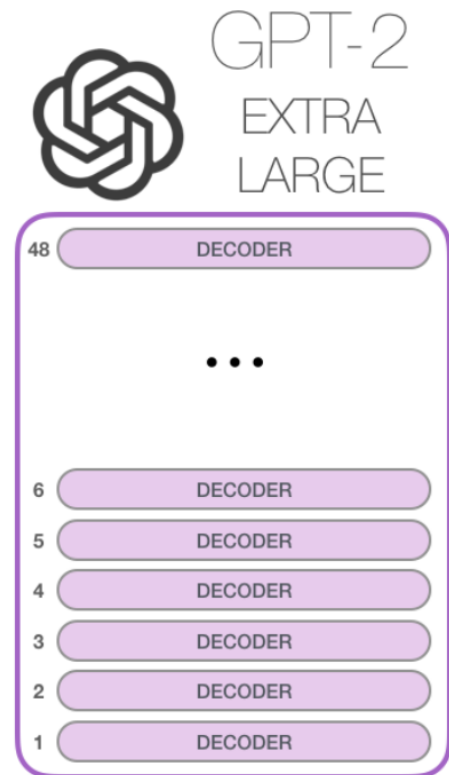 GPT-2
EXTRA
LARGE
48 DECODER
...
6 DECODER
5 DECODER
4 DECODER
3 DECODER
2 DECODER
1 DECODER